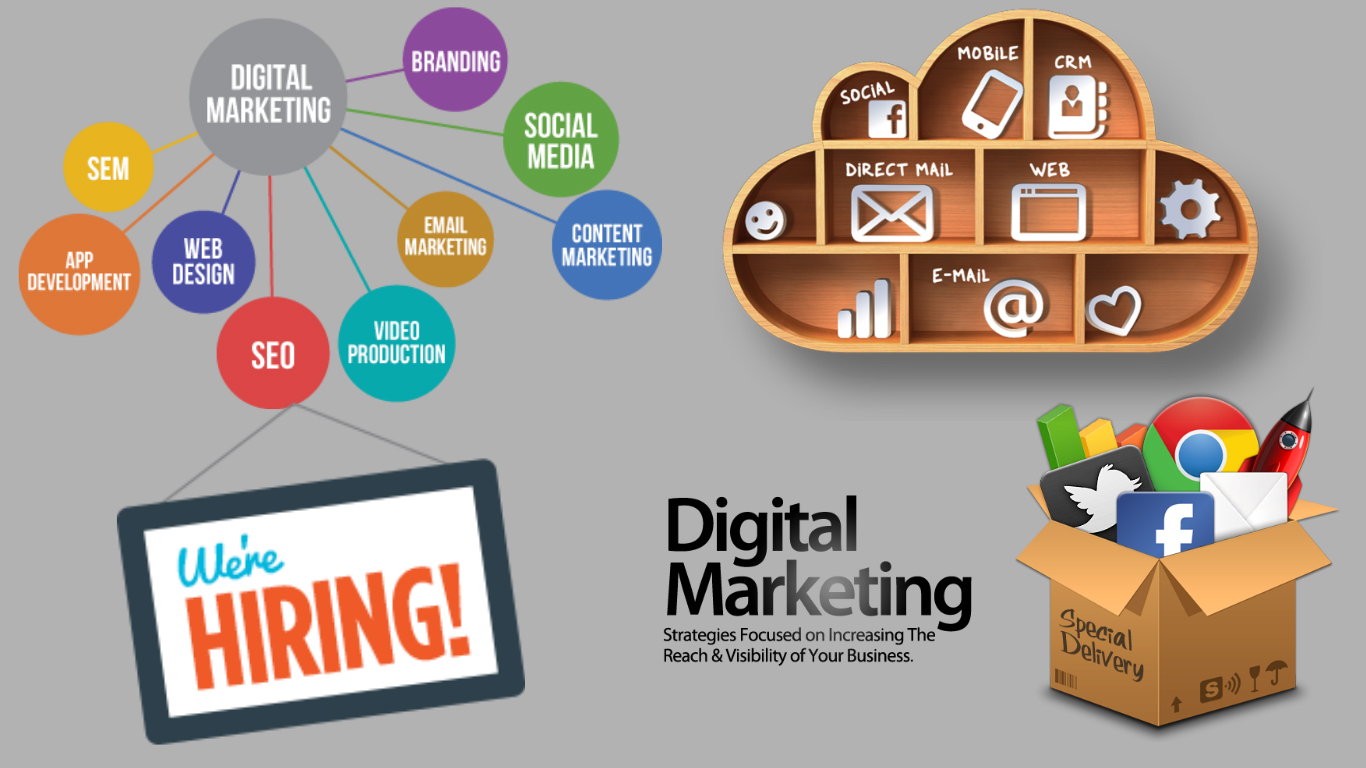 DIGITAL
MARKETING
BRANDING
SOCIAL
MEDIA
SEM
CONTENT
MARKETING
EMAIL
MARKETING
WEB
DESIGN
APP
DEVELOPMENT
SEO
VIDEO
PRODUCTION
SOCIAL
f
MOBILE
CRM
DIRECT MAIL
WEB
E-MAIL
@
We're
HIRING!
Digital
Marketing
Strategies Focused on Increasing The
Reach & Visibility of Your Business.
f
Special
Delivery
S